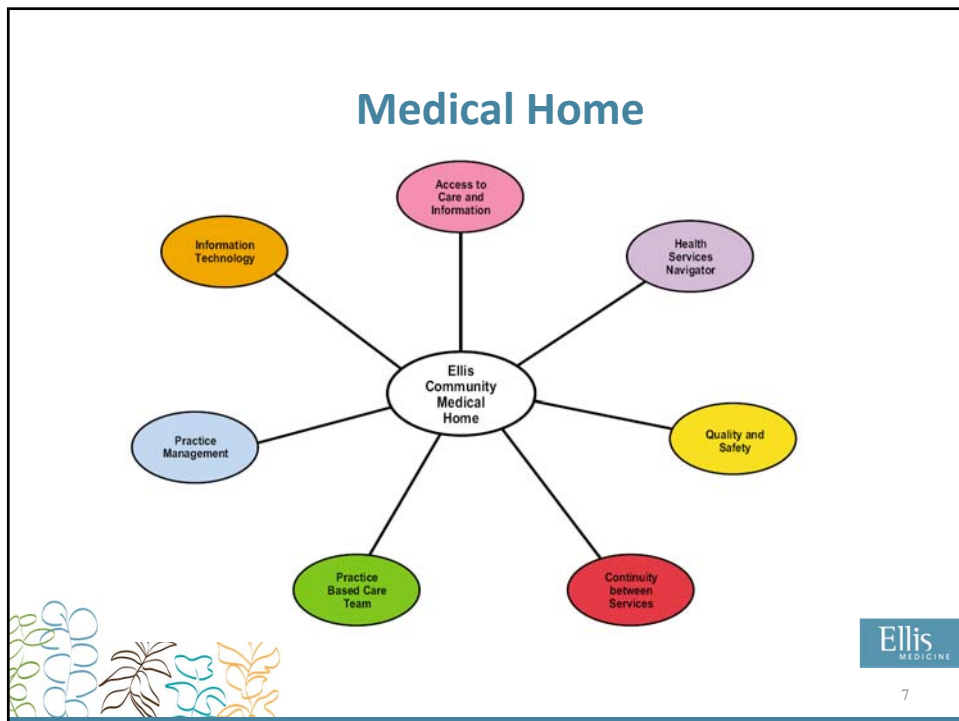 Medical Home
Access to
Care and
Information
Information
Technology
Health
Services
Navigator
Ellis
Community
Medical
Home
Practice
Management
Quality and
Safety
Practice
Based Care
Team
Continuity
between
Services
Ellis
MEDICINE
7